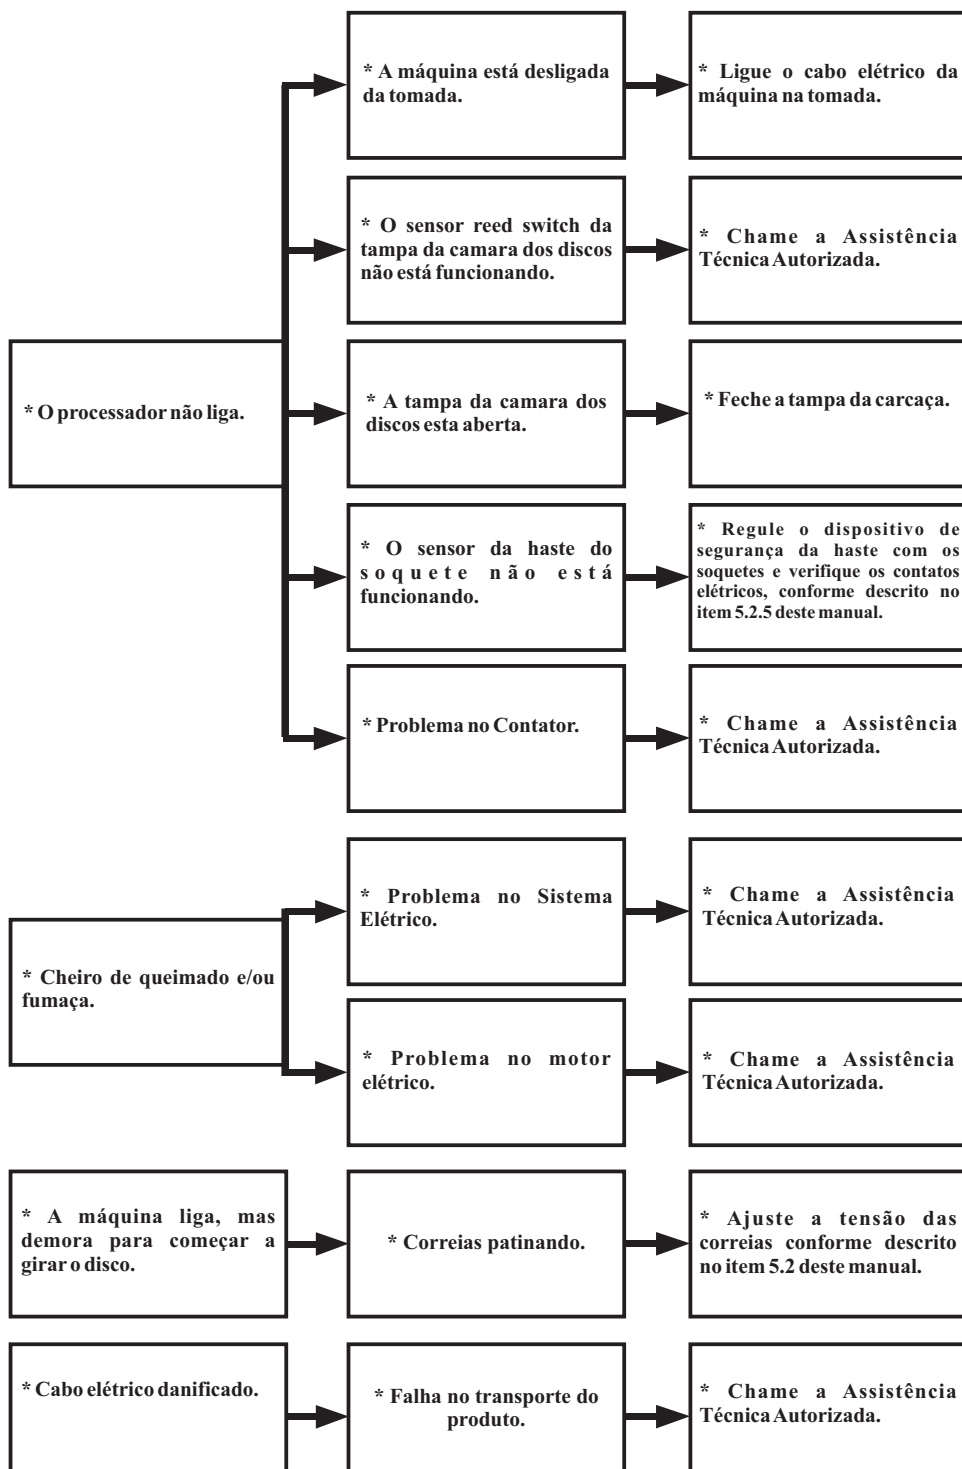 * A máquina está desligada
da tomada.
* Ligue o cabo elétrico da
máquina na tomada.
* O sensor reed switch da
tampa da camara dos discos
não está funcionando.
* Chame a Assistência
Técnica Autorizada.
* O processador não liga.
* A tampa da camara dos
discos esta aberta.
* Feche a tampa da carcaça.
* O sensor da haste do
soquete não está
funcionando.
* Regule o dispositivo de
segurança da haste com os
soquetes e verifique os contatos
elétricos, conforme descrito no
item 5.2.5 deste manual.
* Problema no Contator.
* Chame a Assistência
Técnica Autorizada.
* Cheiro de queimado e/ou
fumaça.
* Problema no Sistema
Elétrico.
* Chame a Assistência
Técnica Autorizada.
* Problema no motor
elétrico.
* Chame a Assistência
Técnica Autorizada.
* A máquina liga, mas
demora para começar a
girar o disco.
* Correias patinando.
* Ajuste a tensão das
correias conforme descrito
no item 5.2 deste manual.
* Cabo elétrico danificado.
* Falha no transporte do
produto.
* Chame a Assistência
Técnica Autorizada.